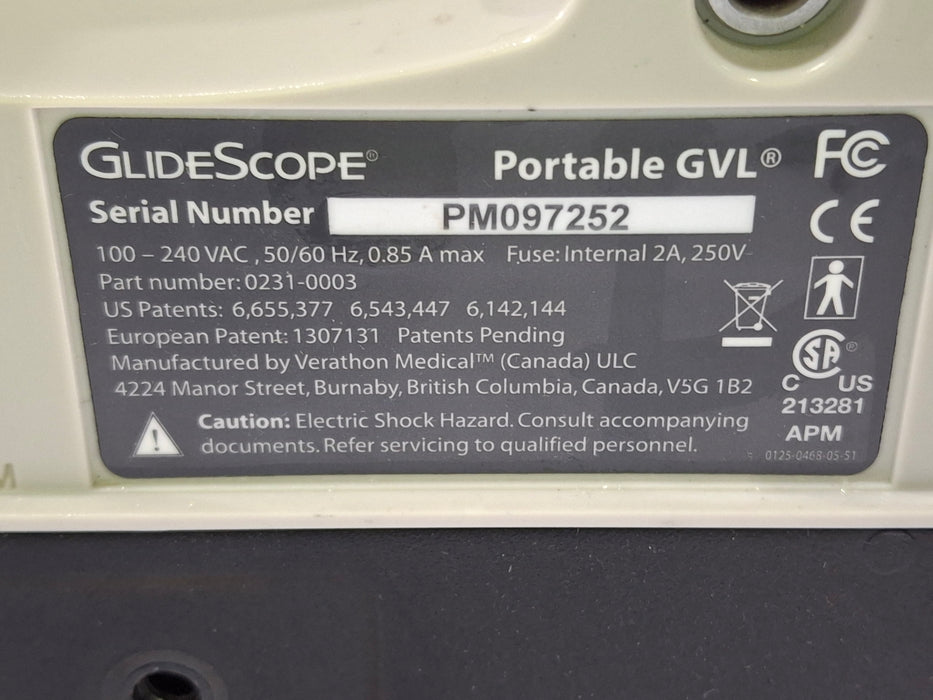 GLIDESCOPE® Portable GVL® FC
Serial Number PM097252
CE
100 – 240 VAC , 50/60 Hz, 0.85 A max Fuse: Internal 2A, 250V
Part number: 0231-0003
US Patents: 6,655,377 6,543,447 6,142,144
European Patent: 1307131 Patents Pending
Manufactured by Verathon Medical™ (Canada) ULC
4224 Manor Street, Burnaby, British Columbia, Canada, V5G 1B2
SA ®
C US
213281
APM
Caution: Electric Shock Hazard. Consult accompanying
documents. Refer servicing to qualified personnel.
0125-0468-05-51